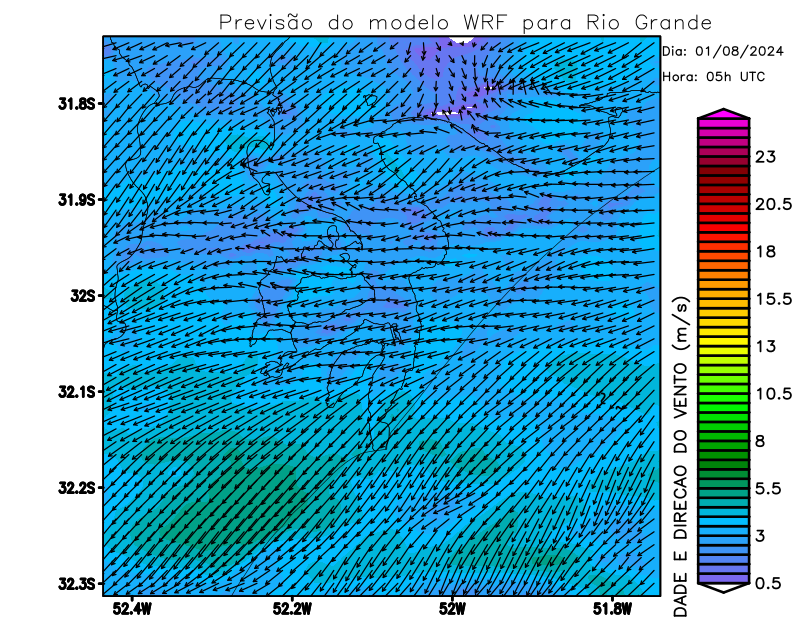 Previsão do modelo WRF para Rio Grande
Dia: 01/08/2024
Hora: 05h UTC
31.8S
31.9S
32S
32.1S
32.2S
32.3S
52.4W
52.2W
52W
51.8W
23
20.5
18
15.5
13
10.5
8
5.5
3
0.5
DADE E DIRECAO DO VENTO (m/s)